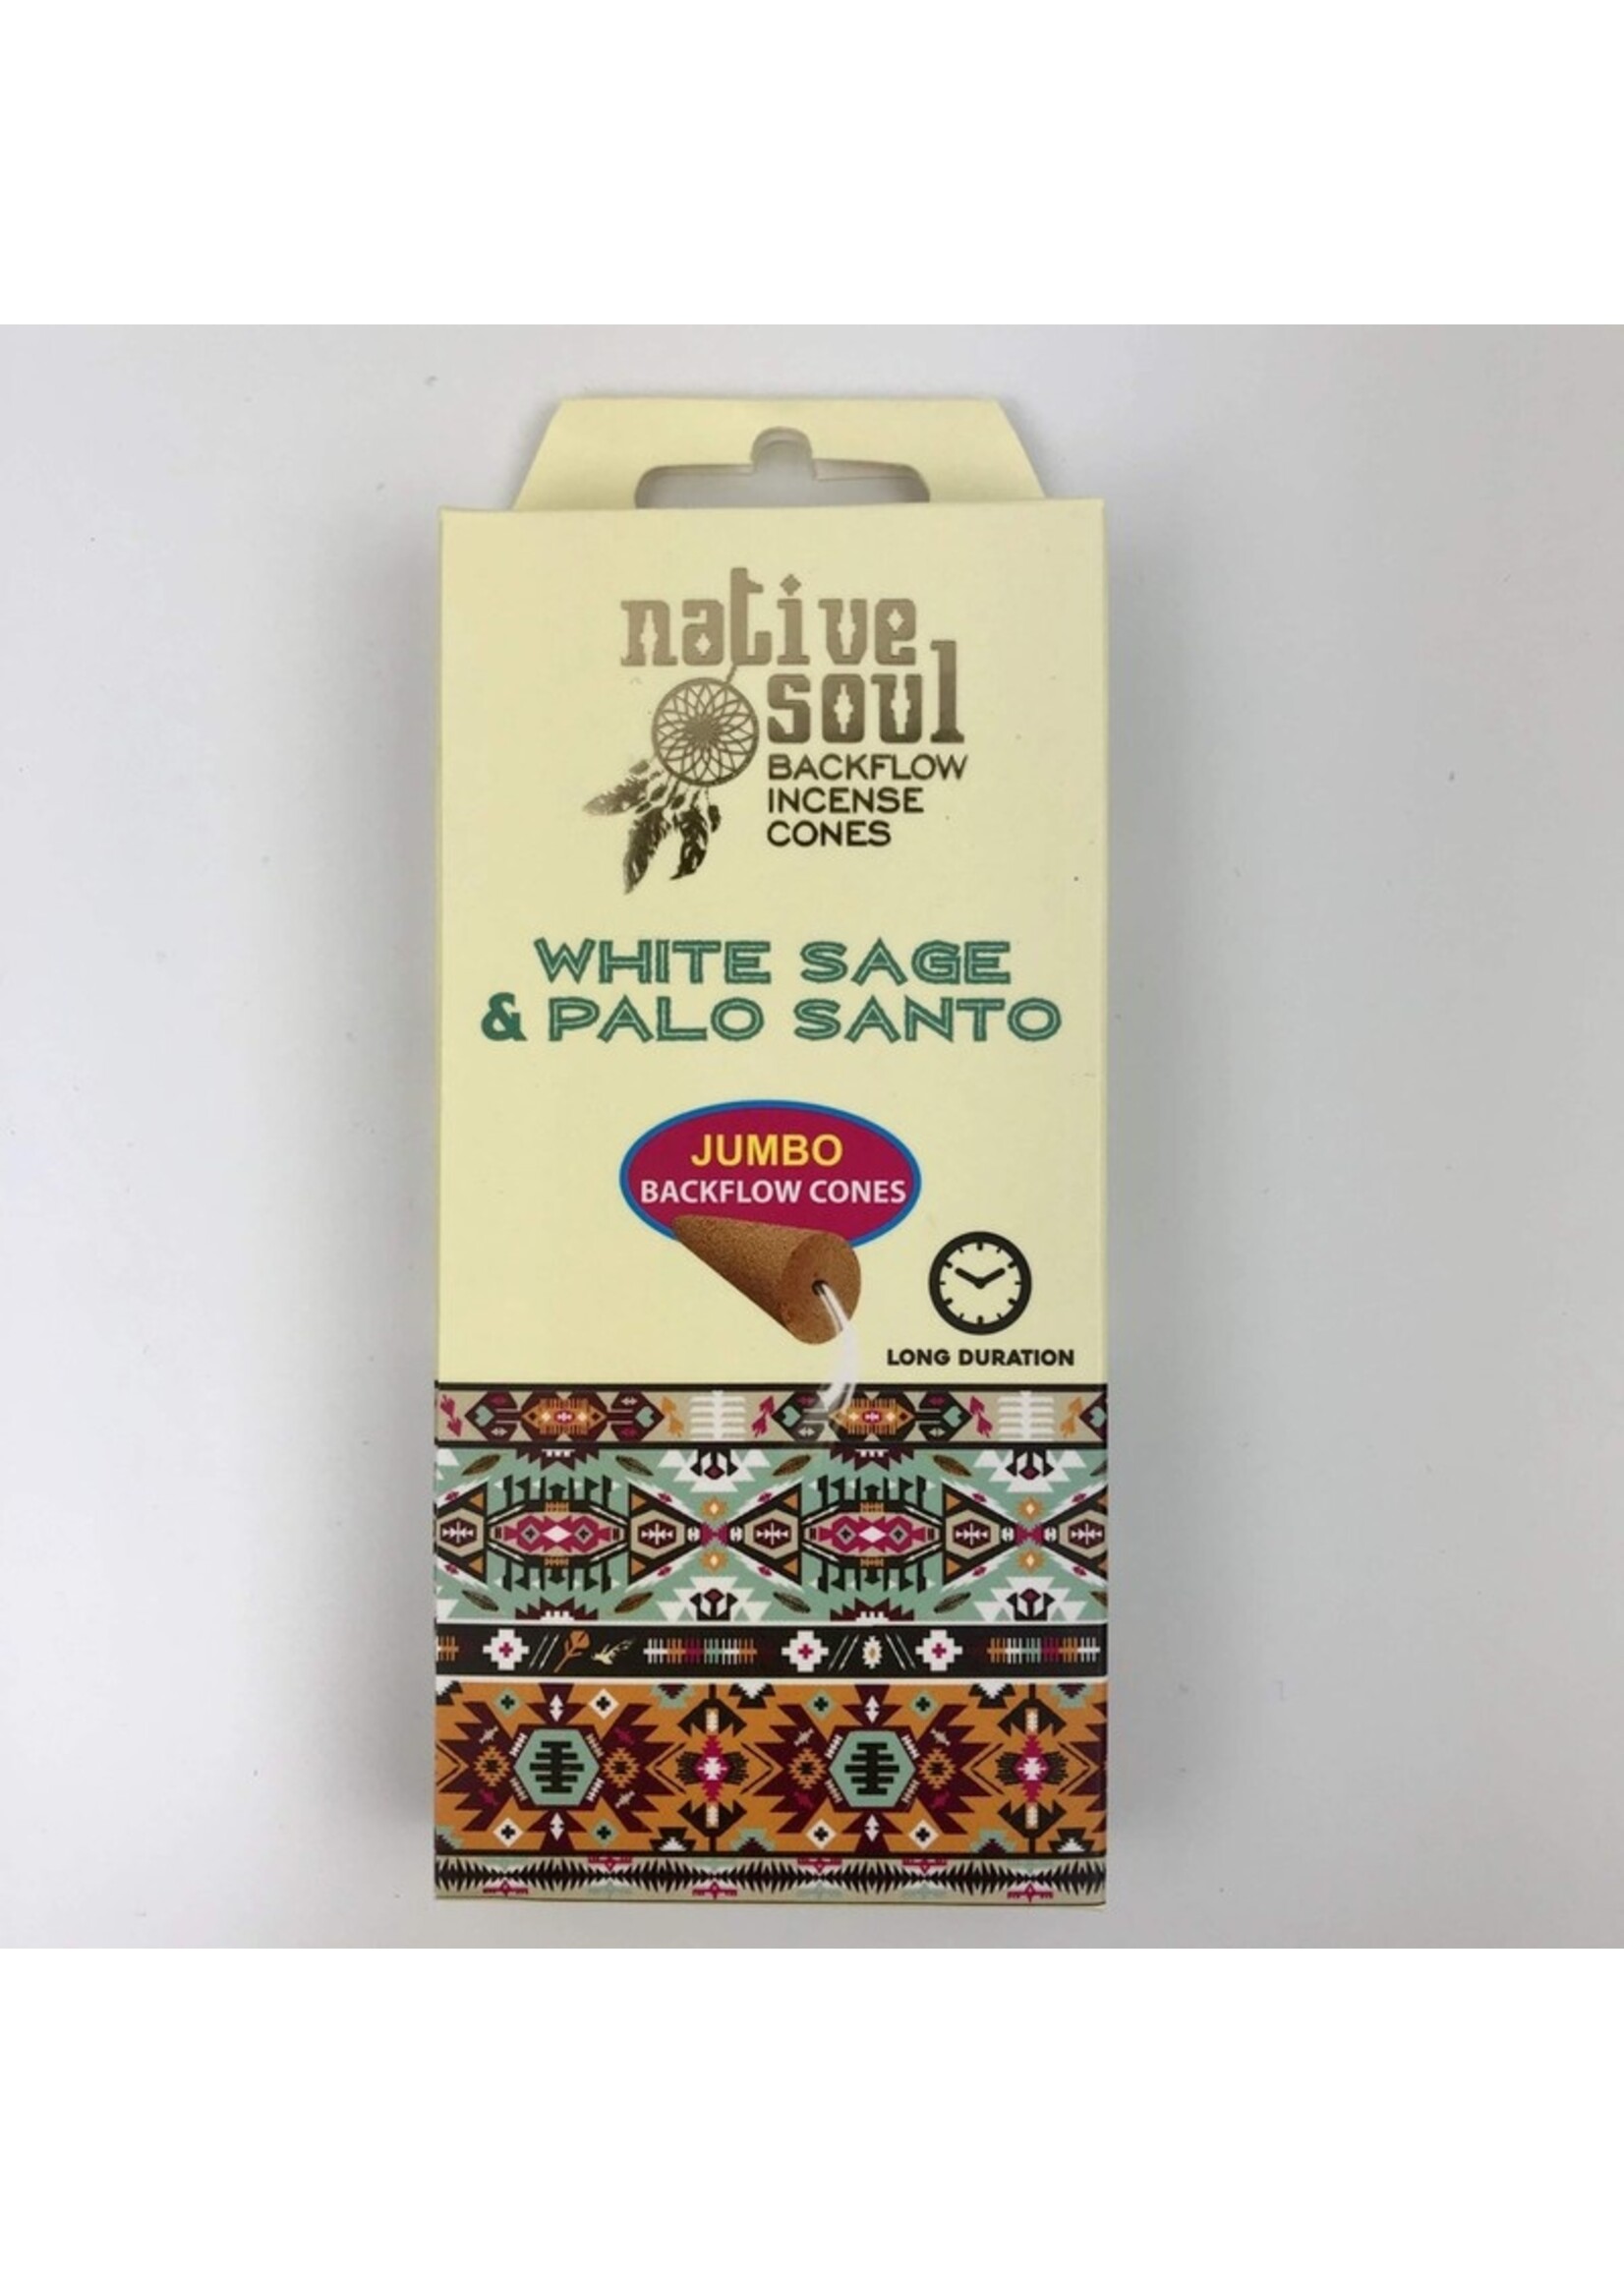 native
soul
BACKFLOW
INCENSE
CONES
WHITE SAGE
& PALO SANTO
JUMBO
BACKFLOW CONES
LONG DURATION